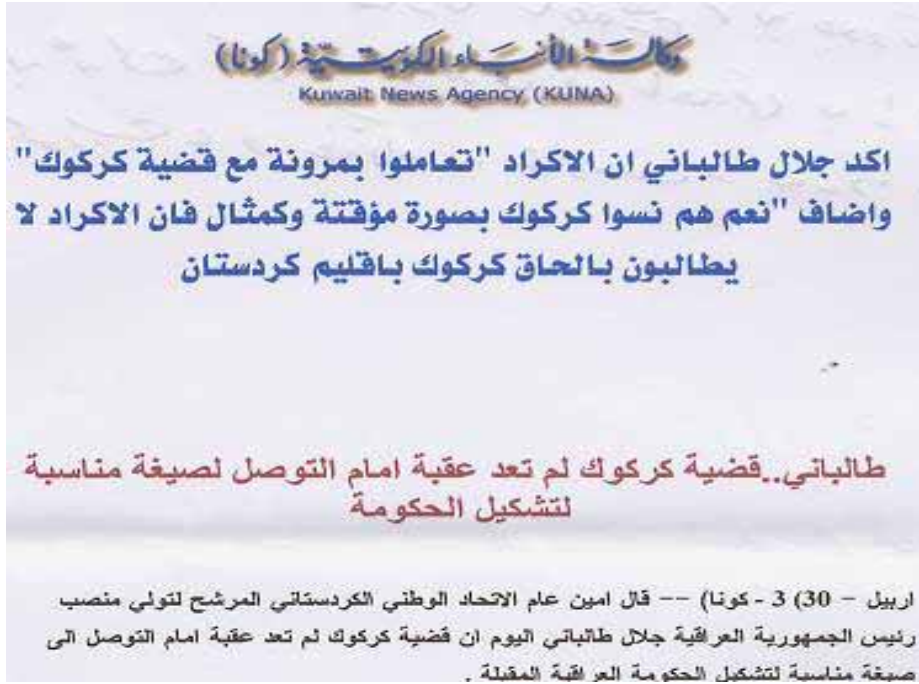 وكالة الأنباء الكويتية (كونا)
Kuwait News Agency (KUNA)
اكد جلال طالباني ان الاكراد "تعاملوا بمرونة مع قضية كركوك"
واضاف "نعم هم نسوا كركوك بصورة مؤقتة وكمثال فان الاكراد لا
يطالبون بالحاق كركوك باقليم كردستان
طالباني..قضية كركوك لم تعد عقبة امام التوصل لصيغة مناسبة
لتشكيل الحكومة
اربيل – 30) 3 - كونا) -- قال امين عام الاتحاد الوطني الكردستاني المرشح لتولي منصب
رئيس الجمهورية العراقية جلال طالباني اليوم ان قضية كركوك لم تعد عقبة امام التوصل الى
صيغة مناسبة لتشكيل الحكومة العراقية المقبلة .